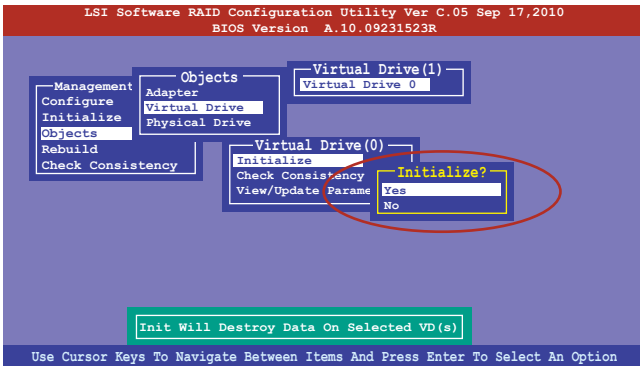 LSI Software RAID Configuration Utility Ver C.05 Sep 17,2010
BIOS Version A.10.09231523R
Management
Configure
Initialize
Objects
Rebuild
Check Consistency
Objects
Adapter
Virtual Drive
Physical Drive
Virtual Drive(1)
Virtual Drive 0
Virtual Drive(0)
Initialize
Check Consistency
View/Update Parame
Initialize?
Yes
No
Init Will Destroy Data On Selected VD(s)
Use Cursor Keys To Navigate Between Items And Press Enter To Select An Option